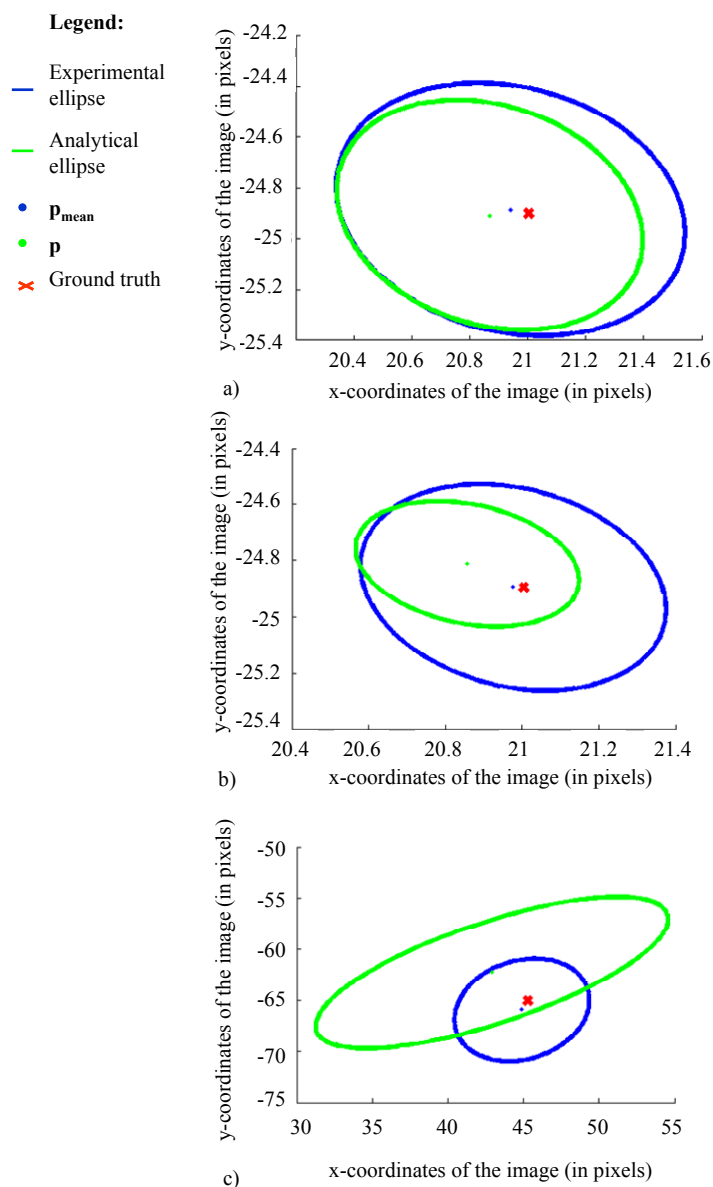 Legend:
Experimental
ellipse
Analytical
ellipse
p_mean
p
Ground truth
y-coordinates of the image (in pixels)
-24.2
-24.4
-24.6
-24.8
-25
-25.2
-25.4
20.4 20.6 20.8 21 21.2 21.4 21.6
x-coordinates of the image (in pixels)
a)
y-coordinates of the image (in pixels)
-24.4
-24.6
-24.8
-25
-25.2
-25.4
20.4 20.6 20.8 21 21.2 21.4
x-coordinates of the image (in pixels)
b)
y-coordinates of the image (in pixels)
-50
-55
-60
-65
-70
-75
30 35 40 45 50 55
x-coordinates of the image (in pixels)
c)